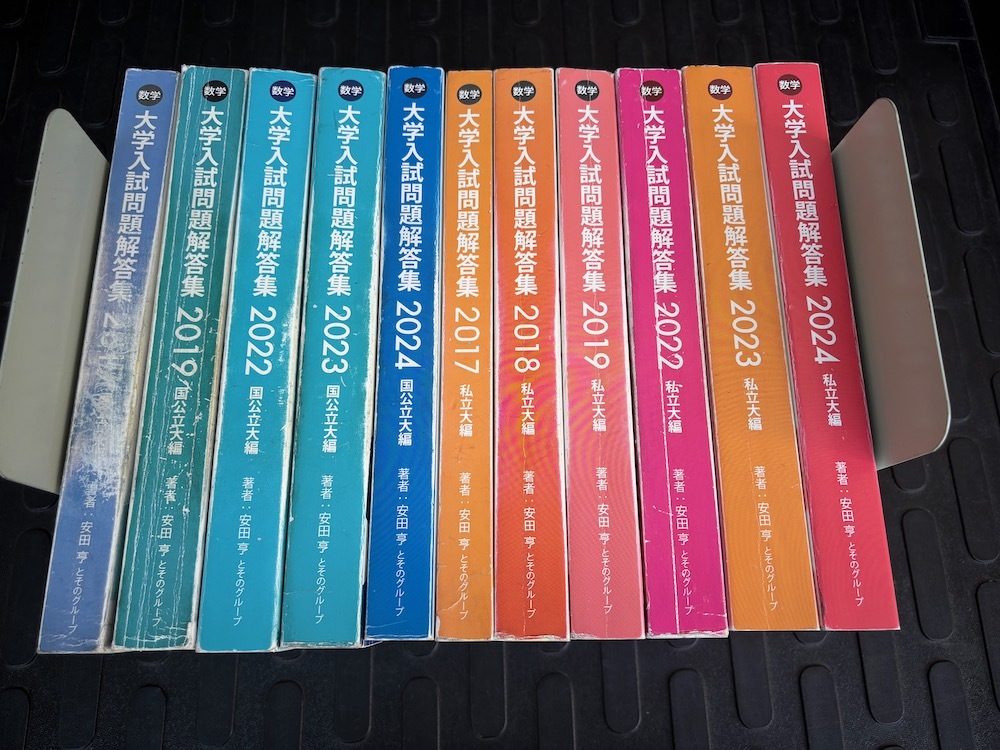 数学 大学入試問題解答集 著者：安田 亨 とそのグループ
数学 大学入試問題解答集 2019 国公立大編 著者：安田 亨 とそのグループ
数学 大学入試問題解答集 2022 国公立大編 著者：安田 亨 とそのグループ
数学 大学入試問題解答集 2023 国公立大編 著者：安田 亨 とそのグループ
数学 大学入試問題解答集 2024 国公立大編 著者：安田 亨 とそのグループ
数学 大学入試問題解答集 2017 私立大編 著者：安田 亨 とそのグループ
数学 大学入試問題解答集 2018 私立大編 著者：安田 亨 とそのグループ
数学 大学入試問題解答集 2019 私立大編 著者：安田 亨 とそのグループ
数学 大学入試問題解答集 2022 私立大編 著者：安田 亨 とそのグループ
数学 大学入試問題解答集 2023 私立大編 著者：安田 亨 とそのグループ
数学 大学入試問題解答集 2024 私立大編 著者：安田 亨 とそのグループ